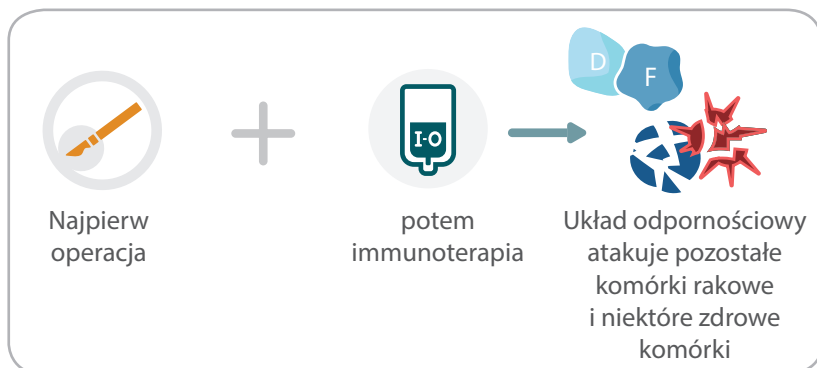 D
F
I-O
Najpierw
operacja
potem
immunoterapia
Układ odpornościowy
atakuje pozostałe
komórki rakowe
i niektóre zdrowe
komórki